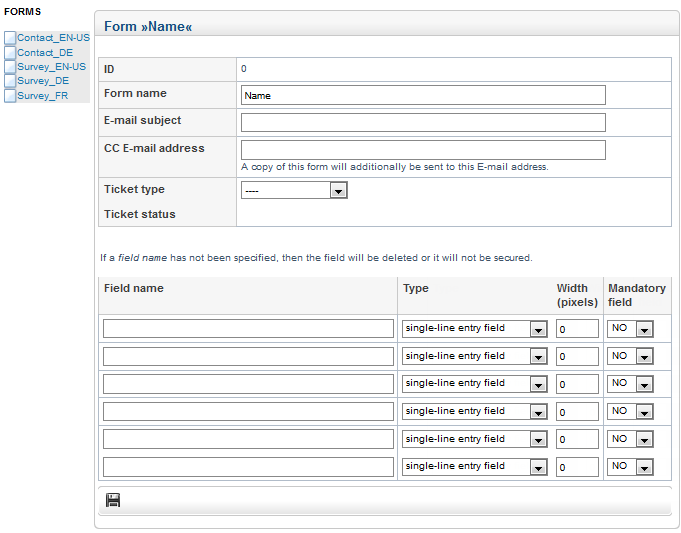 FORMS
Contact_EN-US
Contact_DE
Survey_EN-US
Survey_DE
Survey_FR
Form »Name«
ID 0
Form name Name
E-mail subject
CC E-mail address
A copy of this form will additionally be sent to this E-mail address.
Ticket type ----
Ticket status
If a field name has not been specified, then the field will be deleted or it will not be secured.
Field name Type Width (pixels) Mandatory field
single-line entry field 0 NO
single-line entry field 0 NO
single-line entry field 0 NO
single-line entry field 0 NO
single-line entry field 0 NO
single-line entry field 0 NO